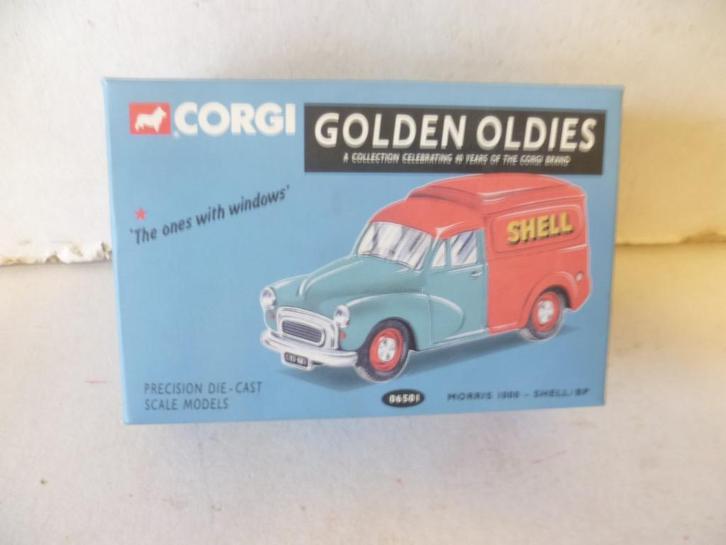 CORGI
GOLDEN OLDIES
A COLLECTION CELEBRATING 40 YEARS OF THE CORGI BRAND
'The ones with windows'
SHELL
PRECISION DIE-CAST
SCALE MODELS
06501
MORRIS 1000 - SHELL/BP